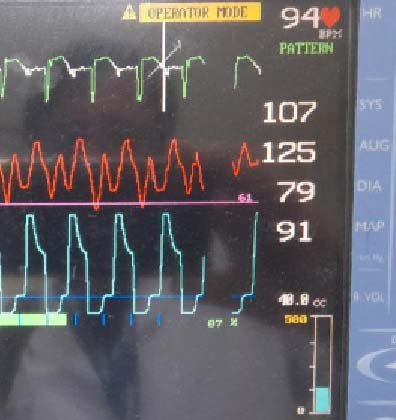 OPERATOR MODE
94 HR
BPM
PATTERN
107 SYS
125 AUG
79 DIA
61
91 MAP
40.0 cc
500
87 %
0